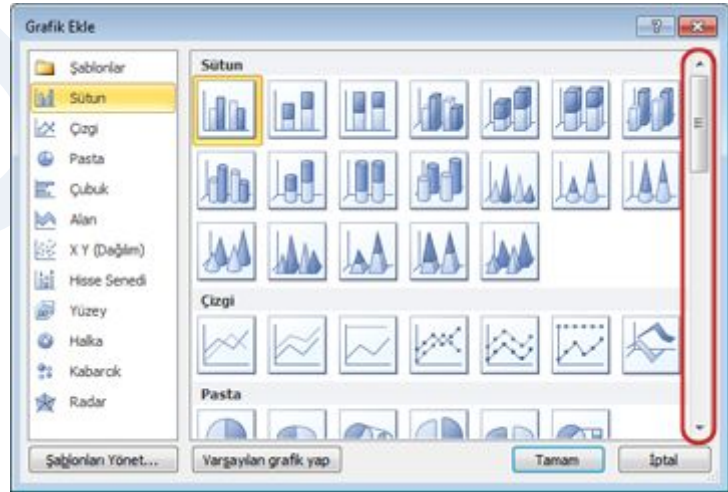 Grafik Ekle
Şablonlar
Sütun
Çizgi
Pasta
Çubuk
Alan
X Y (Dağılım)
Hisse Senedi
Yüzey
Halka
Kabarcık
Radar
Sütun
Çizgi
Pasta
Şablonları Yönet...
Varsayılan grafik yap
Tamam
İptal